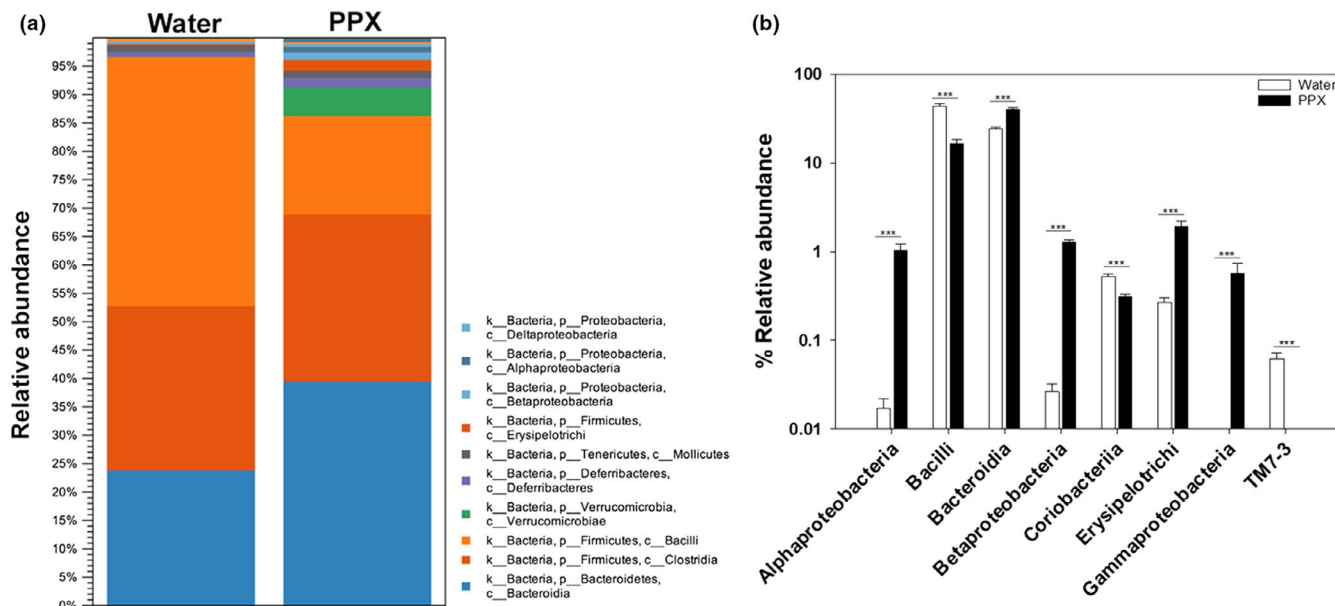 (a)
Water
PPX
Relative abundance
95%
90%
85%
80%
75%
70%
65%
60%
55%
50%
45%
40%
35%
30%
25%
20%
15%
10%
5%
0%
k__Bacteria, p__Proteobacteria,
c__Deltaproteobacteria
k__Bacteria, p__Proteobacteria,
c__Alphaproteobacteria
k__Bacteria, p__Proteobacteria,
c__Betaproteobacteria
k__Bacteria, p__Firmicutes,
c__Erysipelotrichi
k__Bacteria, p__Tenericutes, c__Mollicutes
k__Bacteria, p__Deferribacteres,
c__Deferribacteres
k__Bacteria, p__Verrucomicrobia,
c__Verrucomicrobiae
k__Bacteria, p__Firmicutes, c__Bacilli
k__Bacteria, p__Firmicutes, c__Clostridia
k__Bacteria, p__Bacteroidetes,
c__Bacteroidia
(b)
% Relative abundance
100
10
1
0.1
0.01
Water
PPX
***
***
***
***
***
***
***
***
Alphaproteobacteria
Bacilli
Bacteroidia
Betaproteobacteria
Coriobacteriia
Erysipelotrichi
Gammaproteobacteria
TM7-3